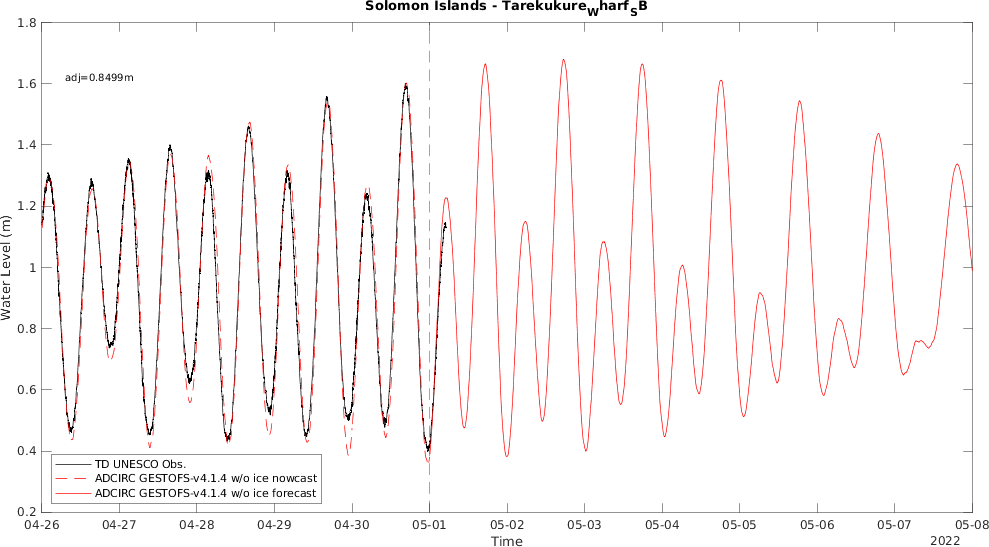 Solomon Islands - TarekukureWharfSB
1.8
1.6
1.4
1.2
1
0.8
0.6
0.4
0.2
Water Level (m)
adj=0.8499m
TD UNESCO Obs.
ADCIRC GESTOFS-v4.1.4 w/o ice nowcast
ADCIRC GESTOFS-v4.1.4 w/o ice forecast
04-26 04-27 04-28 04-29 04-30 05-01 05-02 05-03 05-04 05-05 05-06 05-07 05-08
Time
2022